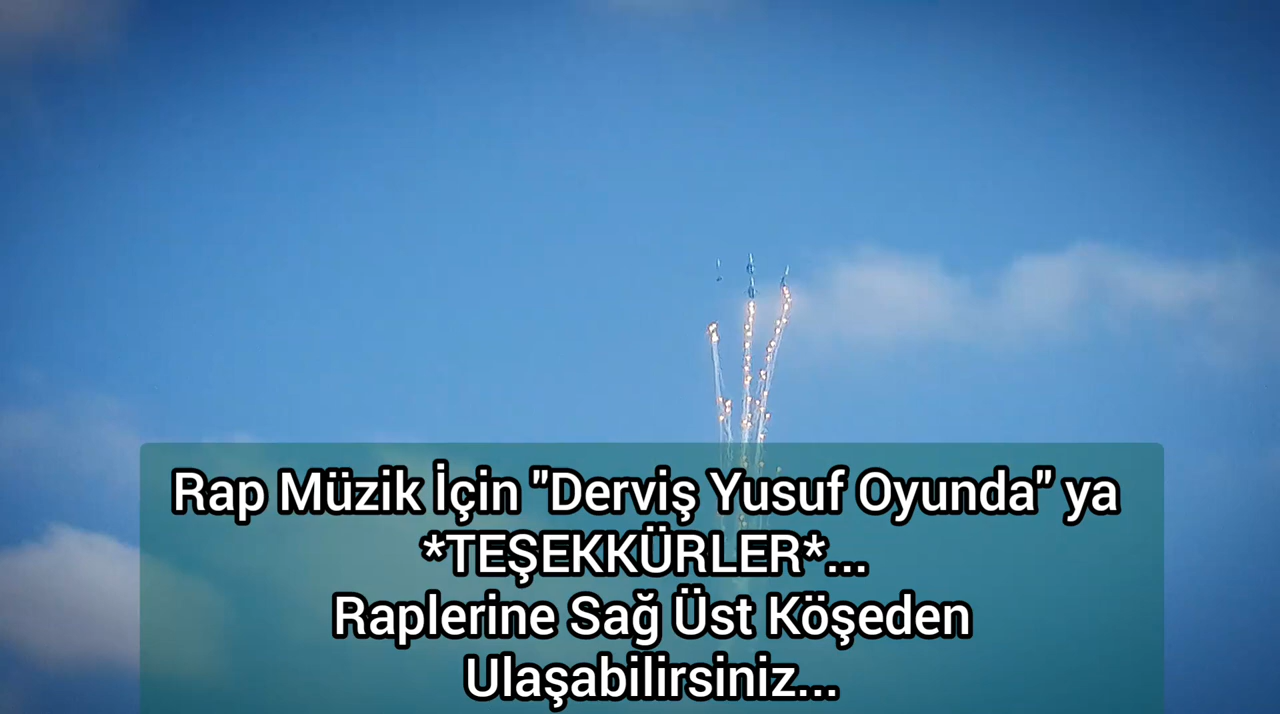 Rap Müzik İçin "Derviş Yusuf Oyunda" ya
*TEŞEKKÜRLER*...
Raplerine Sağ Üst Köşeden
Ulaşabilirsiniz...